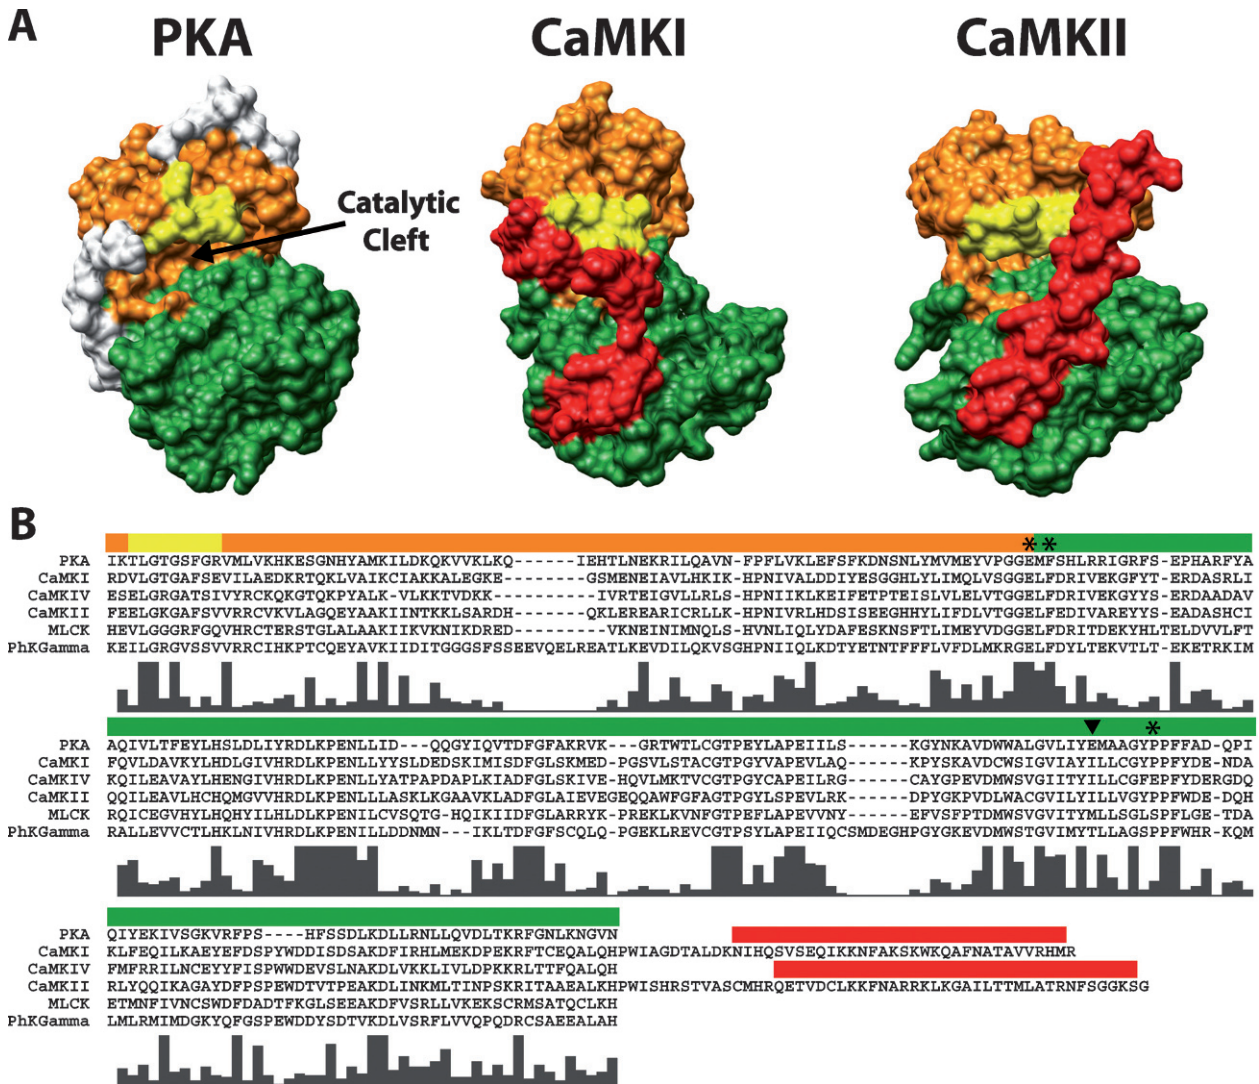 A
PKA
CaMKI
CaMKII
Catalytic
Cleft
B
* *
PKA IKTLGTGSFGRVMLVKHKESGNHYAMKILDKQKVVKLKQ------IEHTLNEKRILQAVN-FPFLVKLEFSFKDNSNLYMVMEYVPGGEMFSHLRRIGRFS-EPHARFYA
CaMKI RDVLGTGAFSEVILAEDKRTQKLVAIKCIAKKALEGKE-------GSMENEIAVLHKIK-HPNIVALDDIYESGGHLYLIMQLVSGGELFDRIVEKGFYT-ERDASRLI
CaMKIV ESELGRGATSIVYRCKQKGTQKPYALK-VLKKTVDKK--------IVRTEIGVLLRLS-HPNIIKLKEIFETPTEISLVLELVTGGELFDRIVEKGYYS-ERDAADAV
CaMKII FEELGKGAFSVVRRCVKVLAGQEYAAKIINTKKLSARDH------QKLEREARICRLLK-HPNIVRLHDSISEEGHHYLIFDLVTGGELFEDIVAREYYS-EADASHCI
MLCK HEVLGGGRFGQVHRCTERSTGLALAAKIIKVKNIKDRED---------VKNEINIMNQLS-HVNLIQLYDAFESKNSFTLIMEYVDGGELFDRITDEKYHLTELDVVLFT
PhKGamma KEILGRGVSSVVRRCIHKPTCQEYAVKIIDITGGGSFSSEEVQELREATLKEVDILQKVSGHPNIIQLKDTYETNTFFFLVFDLMKRGELFDYLTEKVTLT-EKETRKIM
*
PKA AQIVLTFEYLHSLDLIYRDLKPENLLID---QQGYIQVTDFGFAKRVK---GRTWTLCGTPEYLAPEIILS------KGYNKAVDWWALGVLIYEMAAGYPPFFAD-QPI
CaMKI FQVLDAVKYLHDLGIVHRDLKPENLLYYSLDEDSKIMISDFGLSKMED-PGSVLSTACGTPGYVAPEVLAQ------KPYSKAVDCWSIGVIAYILLCGYPPFYDE-NDA
CaMKIV KQILEAVAYLHENGIVHRDLKPENLLYATPAPDAPLKIADFGLSKIVE-HQVLMKTVCGTPGYCAPEILRG------CAYGPEVDMWSVGIITYILLCGFEPFYDERGDQ
CaMKII QQILEAVLHCHQMGVVHRDLKPENLLLASKLKGAAVKLADFGLAIEVEGEQQAWFGFAGTPGYLSPEVLRK------DPYGKPVDLWACGVILYILLVGYPPFWDE-DQH
MLCK RQICEGVHYLHQHYILHLDLKPENILCVSQTG-HQIKIIDFGLARRYK-PREKLKVNFGTPEFLAPEVVNY------EFVSFPTDMWSVGVITYMLLSGLSPFLGE-TDA
PhKGamma RALLEVVCTLHKLNIVHRDLKPENILLDDNMN---IKLTDFGFSCQLQ-PGEKLREVCGTPSYLAPEIIQCSMDEGHPGYGKEVDMWSTGVIMYTLLAGSPPFWHR-KQM
PKA QIYEKIVSGKVRFPS----HFSSDLKDLLRNLLQVDLTKRFGNLKNGVN
CaMKI KLFEQILKAEYEFDSPYWDDISDSAKDFIRHLMEKDPEKRFTCEQALQHPWIAGDTALDKNIHQSVSEQIKKNFAKSKWKQAFNATAVVRHMR
CaMKIV FMFRRILNCEYYFISPWWDEVSLNAKDLVKKLIVLDPKKRLTTFQALQH
CaMKII RLYQQIKAGAYDFPSPEWDTVTPEAKDLINKMLTINPSKRITAAEALKHPWISHRSTVASCMHRQETVDCLKKFNARRKLKGAILTTMLATRNFSGGKSG
MLCK ETMNFIVNCSWDFDADTFKGLSEEAKDFVSRLLVKEKSCRMSATQCLKH
PhKGamma LMLRMIMDGKYQFGSPEWDDYSDTVKDLVSRFLVVQPQDRCSAEEALAH